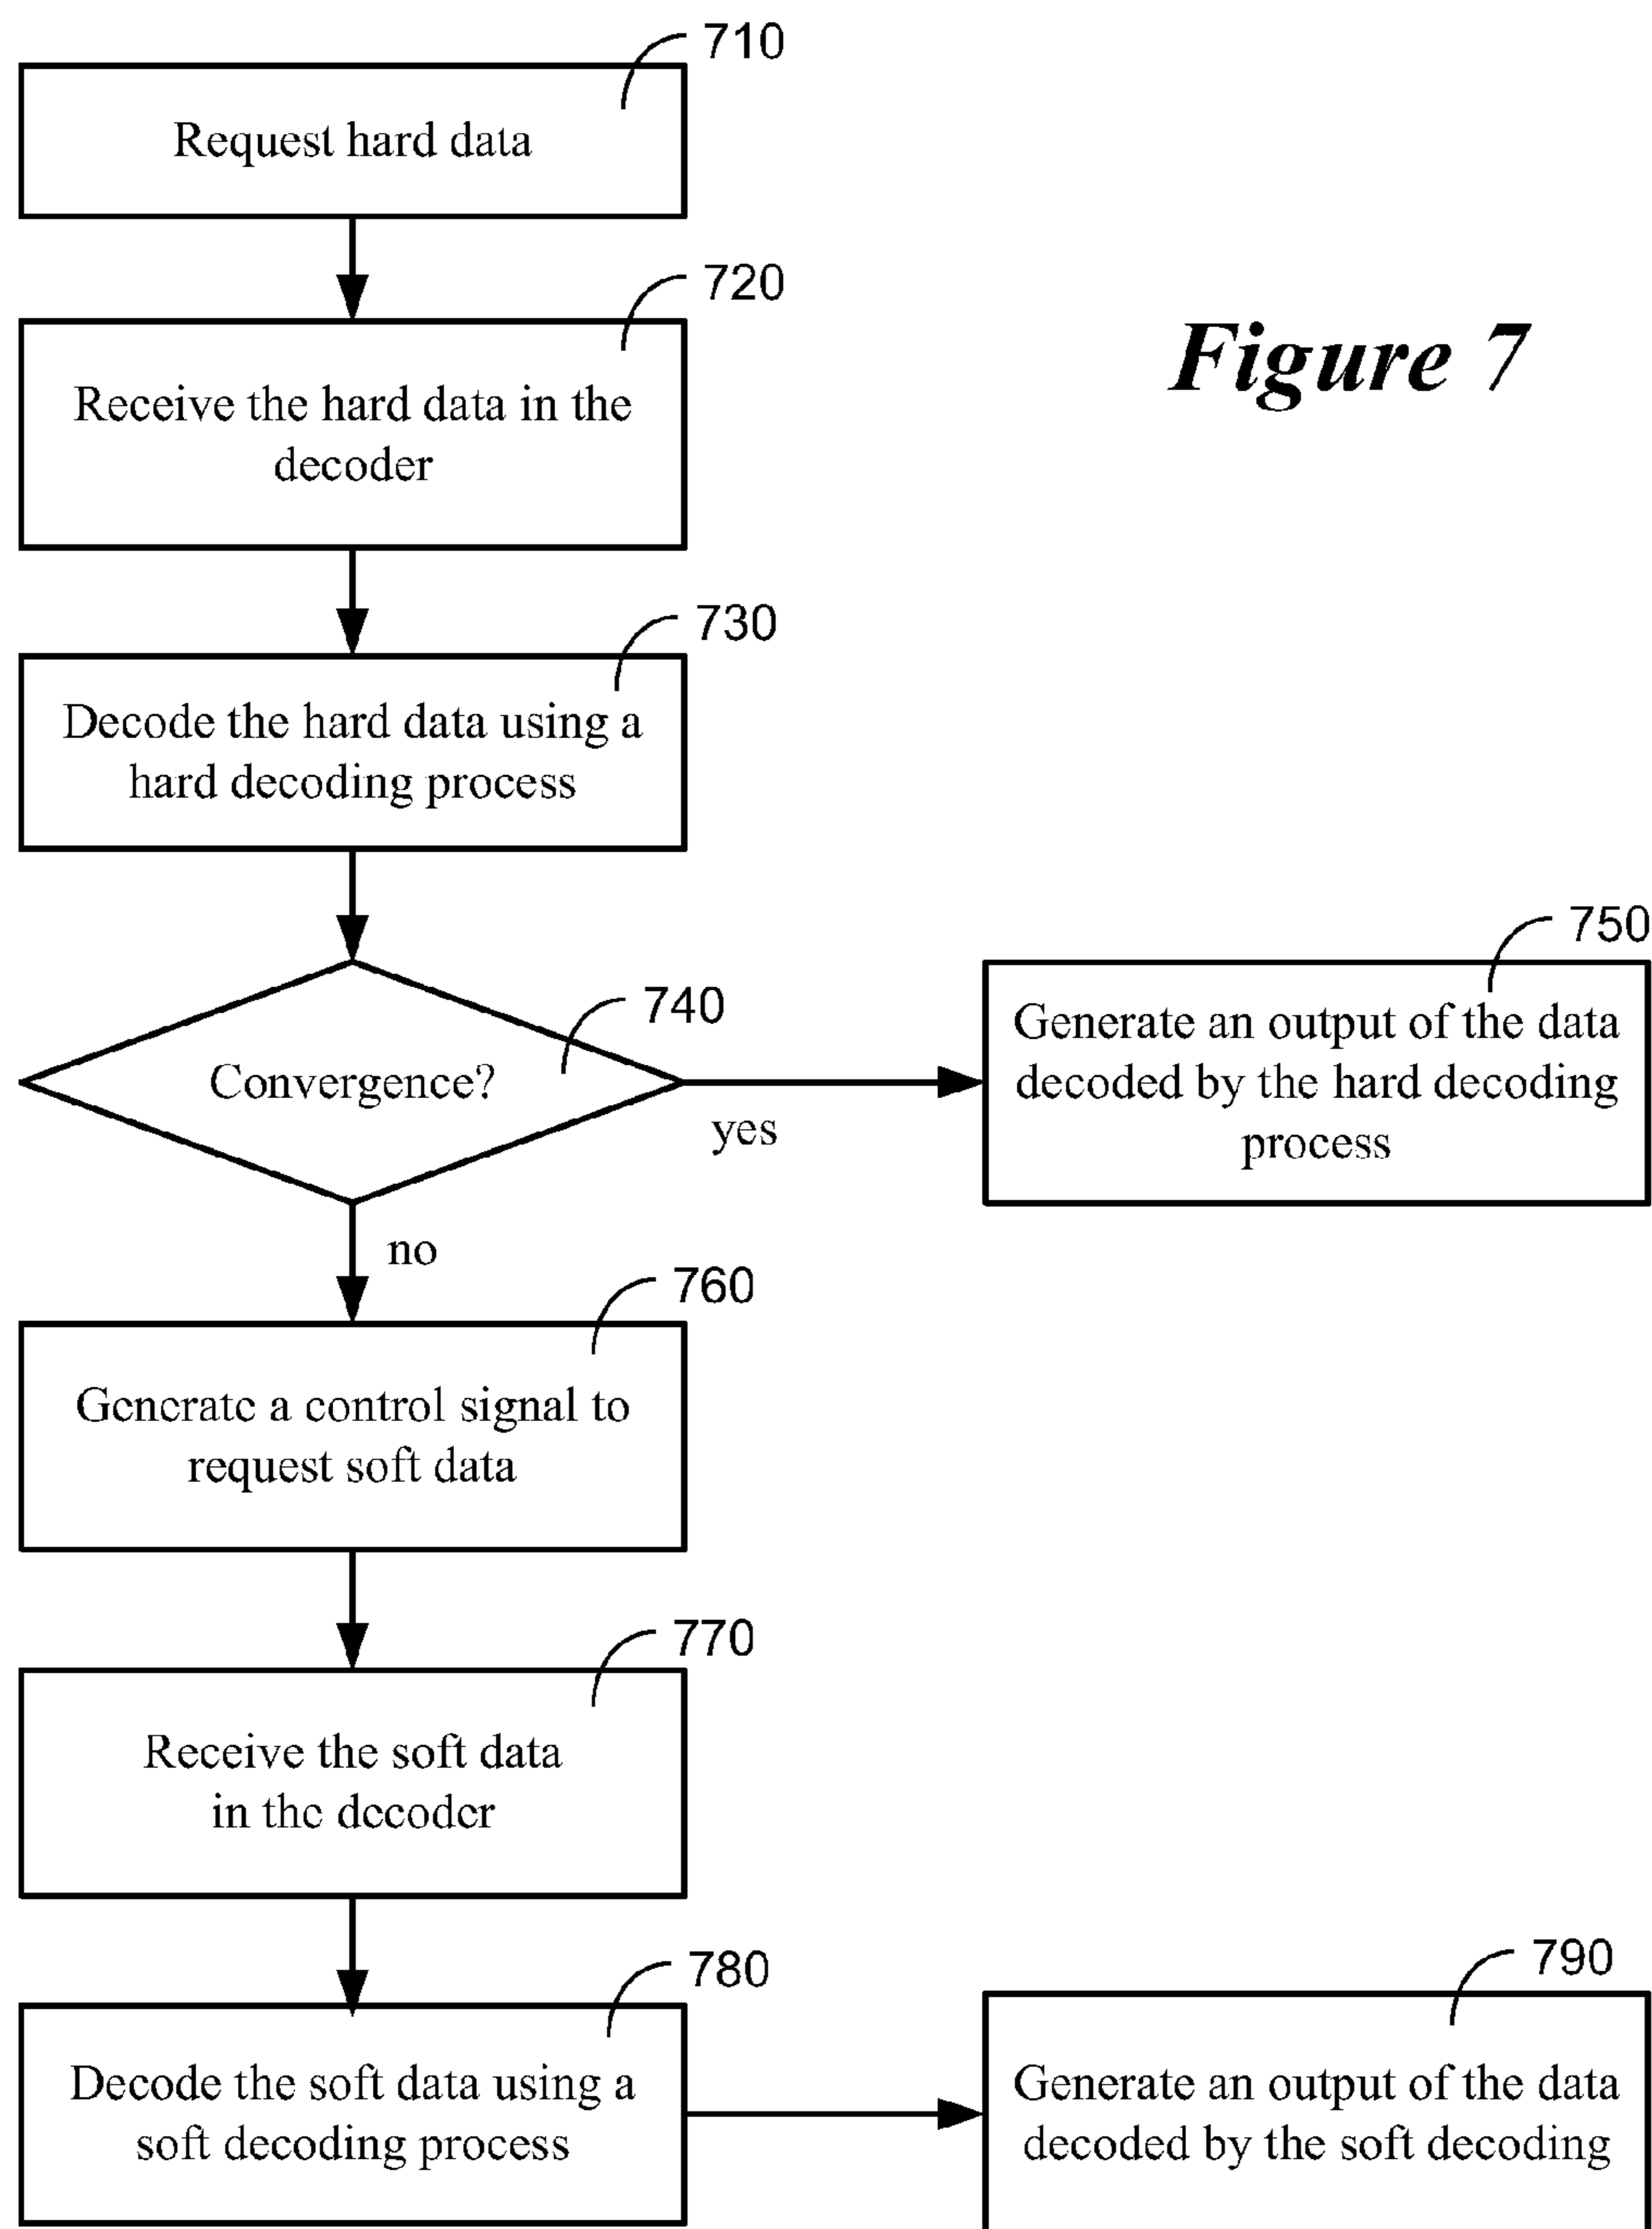 710
Request hard data
720
Figure 7
Receive the hard data in the
decoder
730
Decode the hard data using a
hard decoding process
740
Convergence?
yes
750
Generate an output of the data
decoded by the hard decoding
process
no
760
Generate a control signal to
request soft data
770
Receive the soft data
in the decoder
780
Decode the soft data using a
soft decoding process
790
Generate an output of the data
decoded by the soft decoding